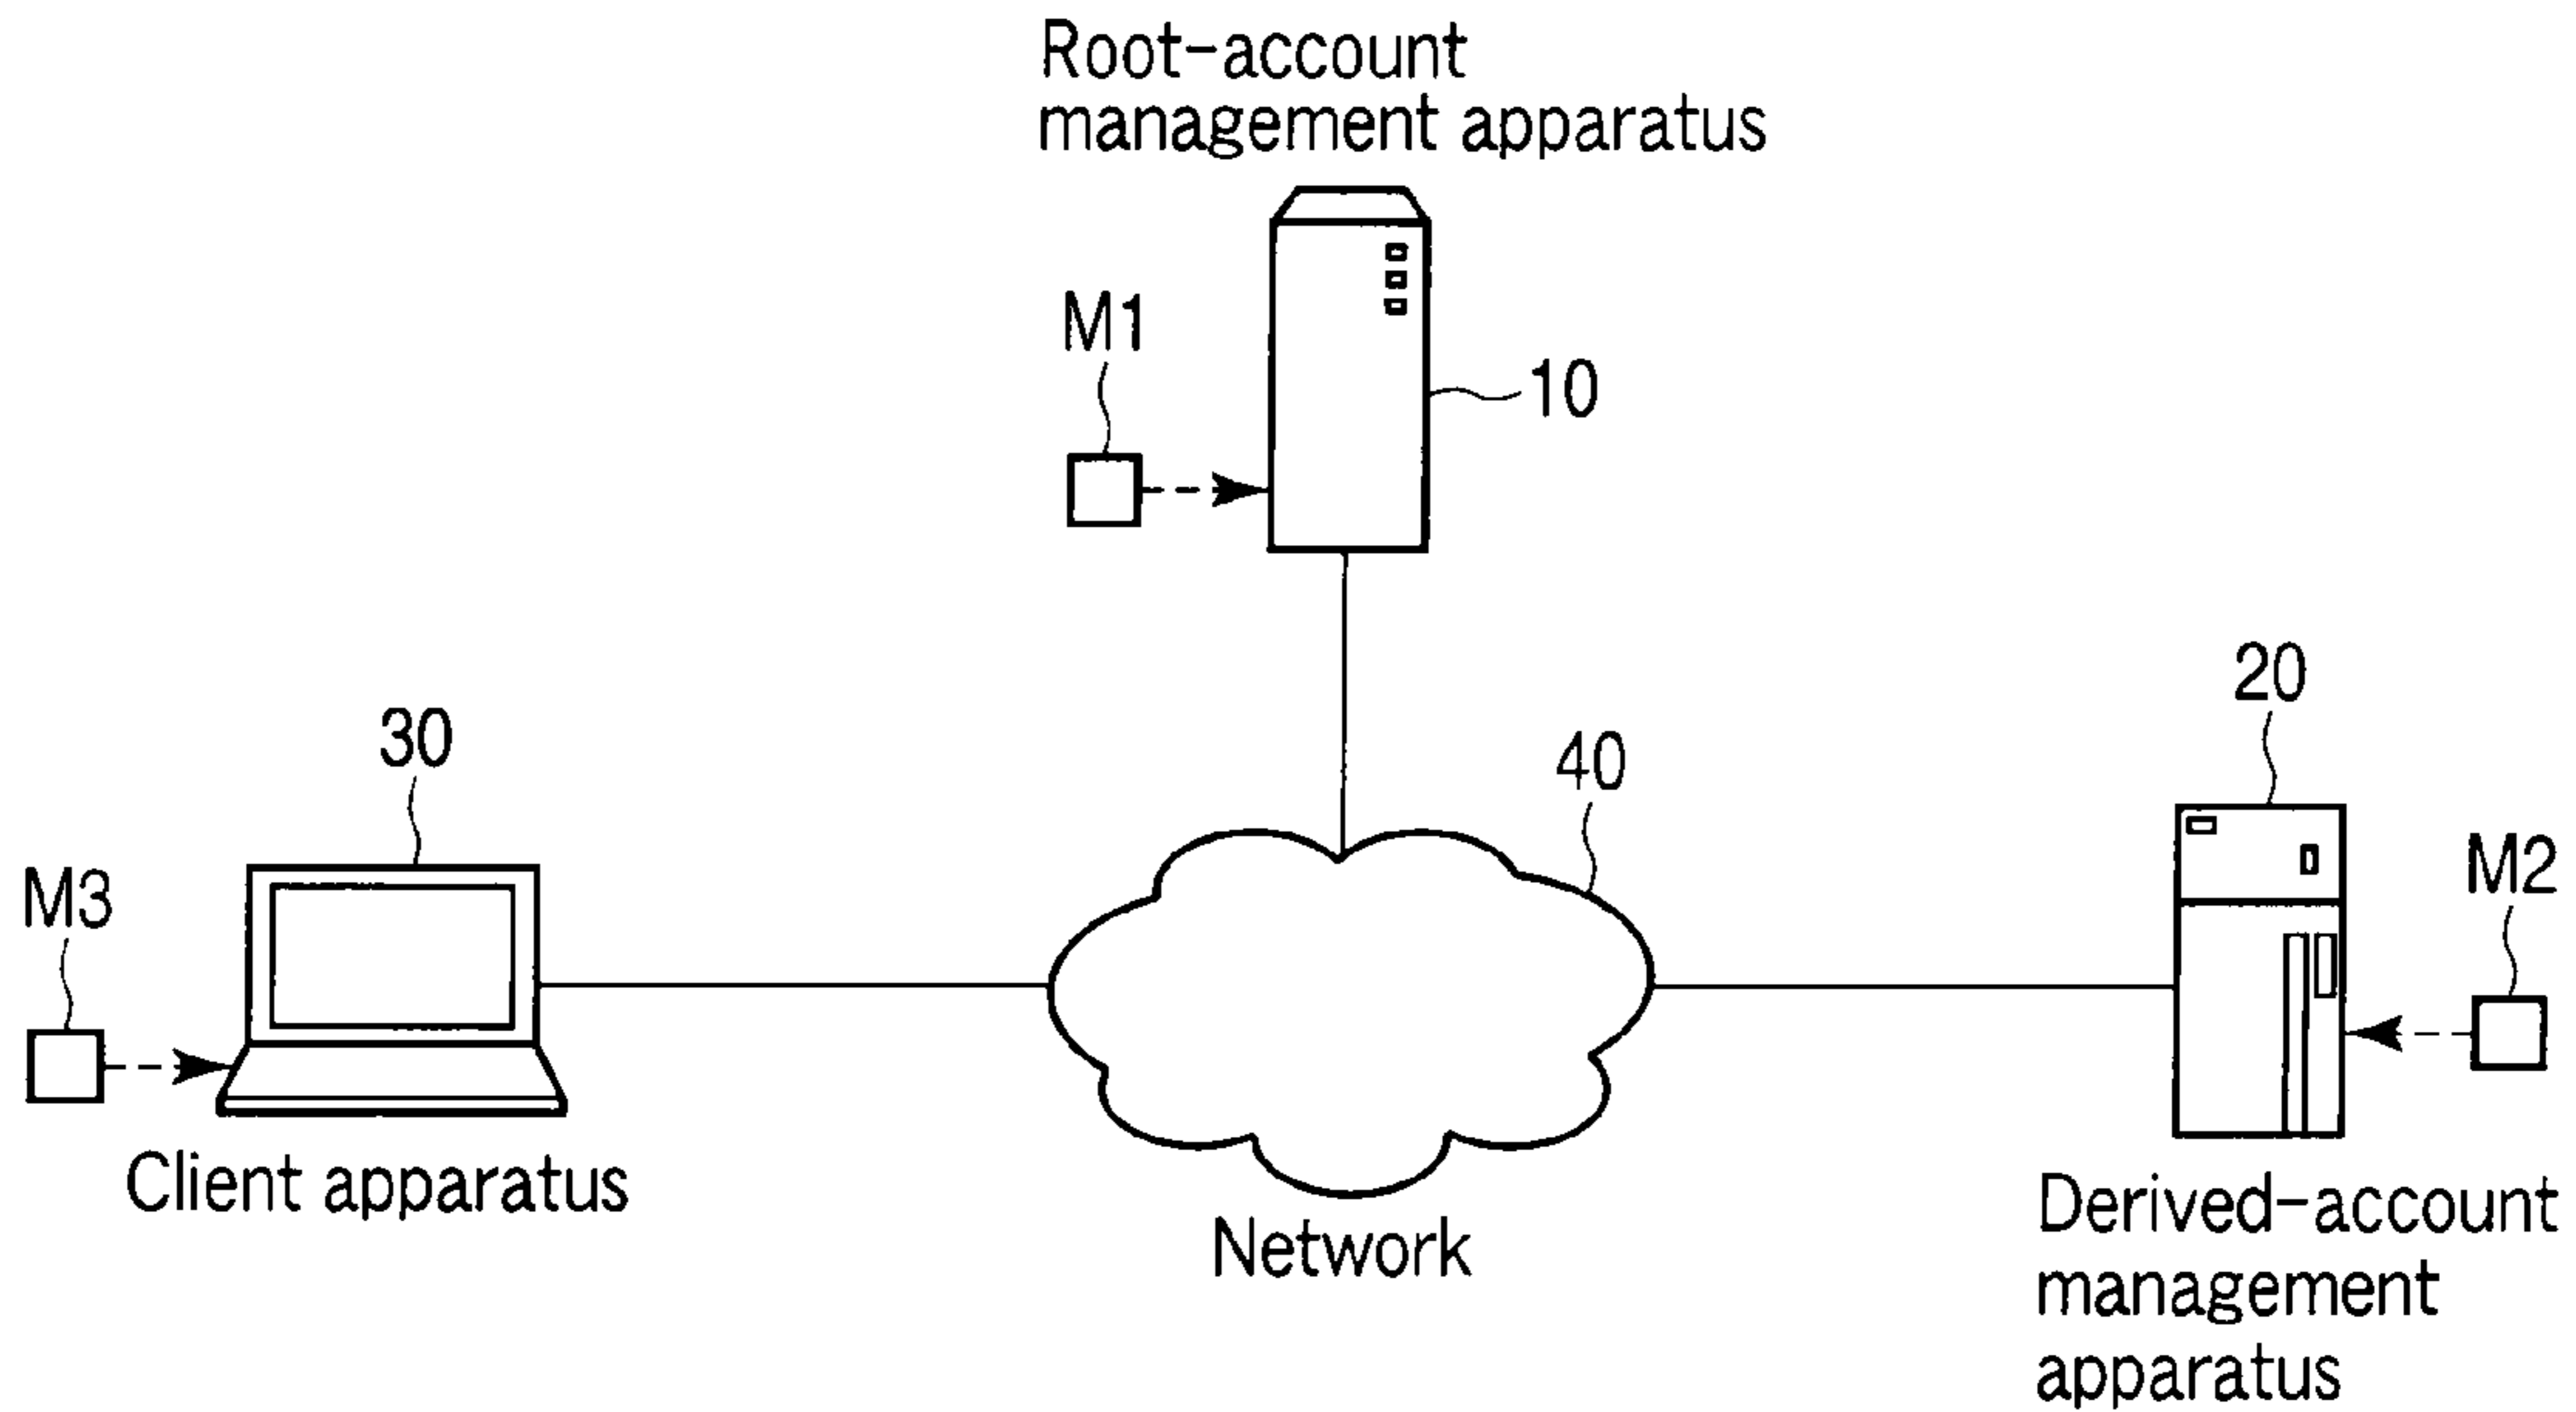 Root-account
management apparatus
M1
10
20
30
40
M3
M2
Client apparatus
Network
Derived-account
management
apparatus